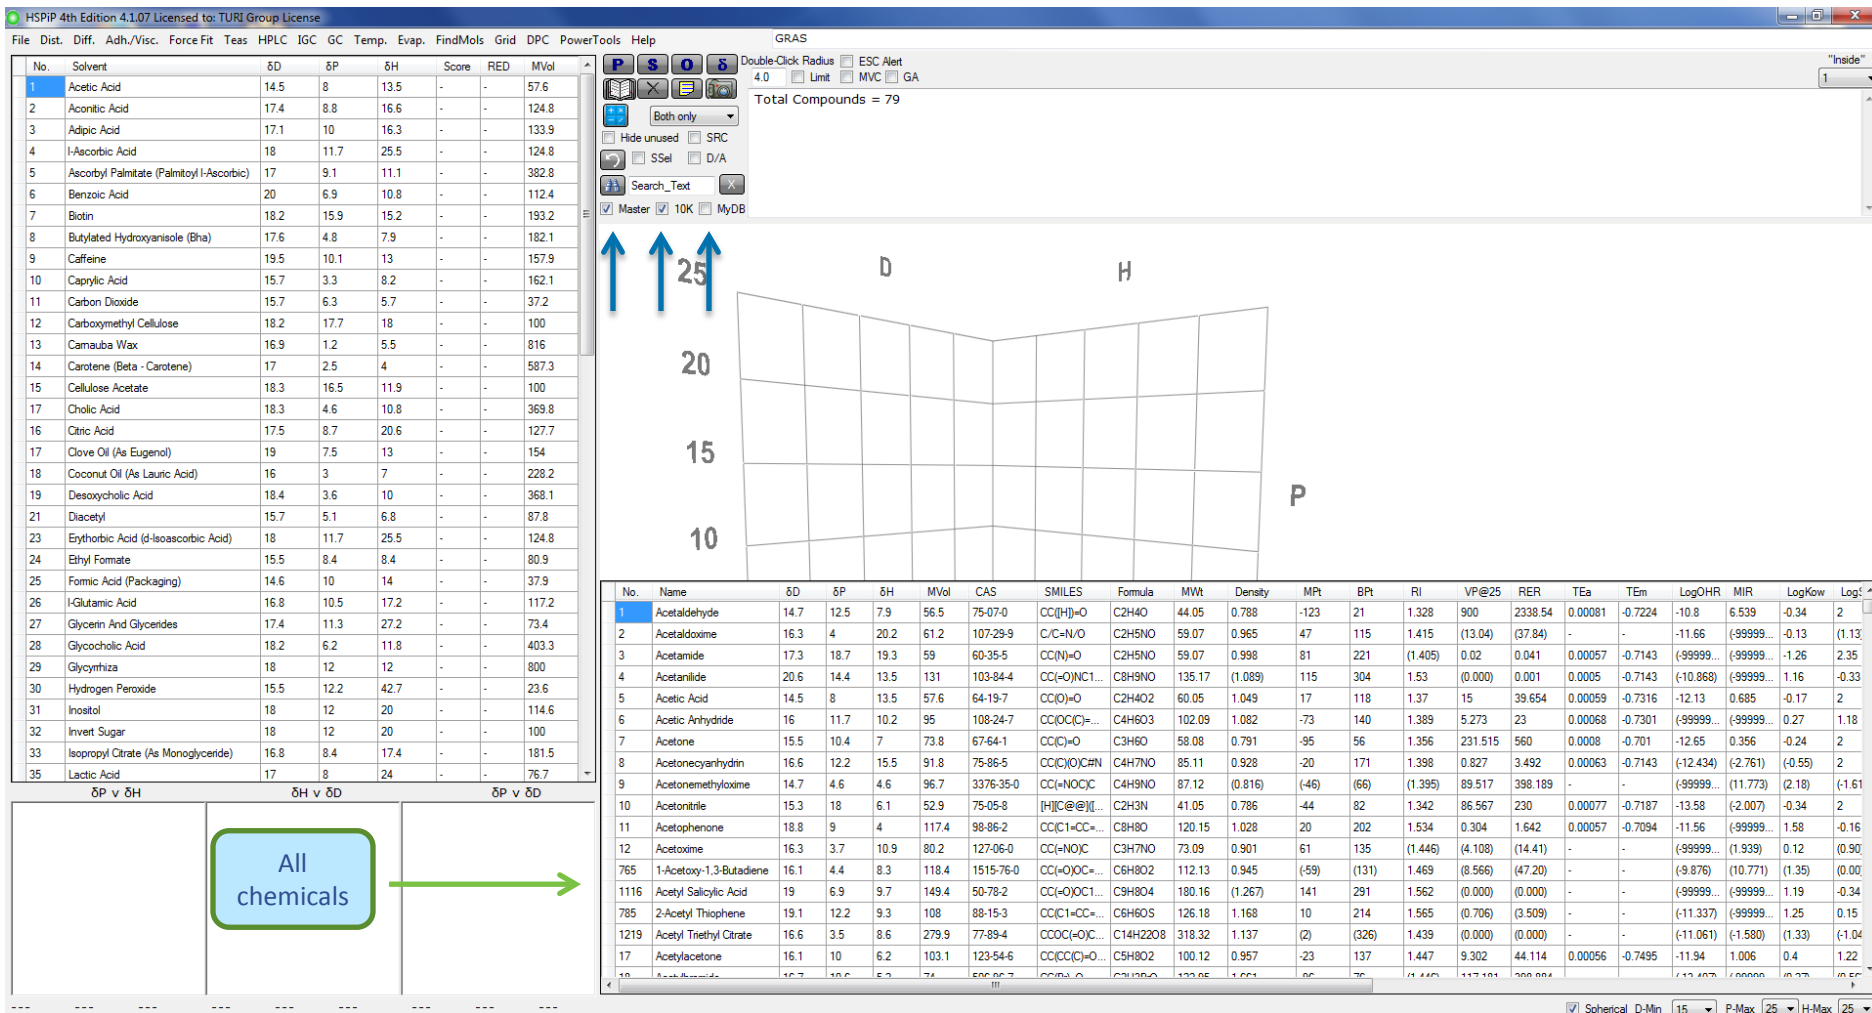 HSPiP 4th Edition 4.1.07 Licensed to: TURI Group License
File Dist. Diff. Adh./Visc. Force Fit Teas HPLC IGC GC Temp. Evap. FindMols Grid DPC PowerTools Help GRAS
No. Solvent δD δP δH Score RED MVol
1 Acetic Acid 14.5 8 13.5 - - 57.6
2 Aconitic Acid 17.4 8.8 16.6 - - 124.8
3 Adipic Acid 17.1 10 16.3 - - 133.9
4 l-Ascorbic Acid 18 11.7 25.5 - - 124.8
5 Ascorbyl Palmitate (Palmitoyl l-Ascorbic) 17 9.1 11.1 - - 382.8
6 Benzoic Acid 20 6.9 10.8 - - 112.4
7 Biotin 18.2 15.9 15.2 - - 193.2
8 Butylated Hydroxyanisole (Bha) 17.6 4.8 7.9 - - 182.1
9 Caffeine 19.5 10.1 13 - - 157.9
10 Caprylic Acid 15.7 3.3 8.2 - - 162.1
11 Carbon Dioxide 15.7 6.3 5.7 - - 37.2
12 Carboxymethyl Cellulose 18.2 17.7 18 - - 100
13 Carnauba Wax 16.9 1.2 5.5 - - 816
14 Carotene (Beta - Carotene) 17 2.5 4 - - 587.3
15 Cellulose Acetate 18.3 16.5 11.9 - - 100
17 Cholic Acid 18.3 4.6 10.8 - - 369.8
16 Citric Acid 17.5 8.7 20.6 - - 127.7
17 Clove Oil (As Eugenol) 19 7.5 13 - - 154
18 Coconut Oil (As Lauric Acid) 16 3 7 - - 228.2
19 Desoxycholic Acid 18.4 3.6 10 - - 368.1
21 Diacetyl 15.7 5.1 6.8 - - 87.8
23 Erythorbic Acid (d-Isoascorbic Acid) 18 11.7 25.5 - - 124.8
24 Ethyl Formate 15.5 8.4 8.4 - - 80.9
25 Formic Acid (Packaging) 14.6 10 14 - - 37.9
26 l-Glutamic Acid 16.8 10.5 17.2 - - 117.2
27 Glycerin And Glycerides 17.4 11.3 27.2 - - 73.4
28 Glycocholic Acid 18.2 6.2 11.8 - - 403.3
29 Glycyrrhiza 18 12 12 - - 800
30 Hydrogen Peroxide 15.5 12.2 42.7 - - 23.6
31 Inositol 18 12 20 - - 114.6
32 Invert Sugar 18 12 20 - - 100
33 Isopropyl Citrate (As Monoglyceride) 16.8 8.4 17.4 - - 181.5
35 Lactic Acid 17 8 24 - - 76.7
δP v δH δH v δD δP v δD
All
chemicals
P S O δ Double-Click Radius ESC Alert
4.0 Limit MVC GA
"Inside"
1
Total Compounds = 79
Both only
Hide unused SRC
SSel D/A
Search_Text X
Master 10K MyDB
D H
25
20
15
P
10
No. Name δD δP δH MVol CAS SMILES Formula MWt Density MPt BPt RI VP@25 RER TEa TEm LogOHR MIR LogKow LogS
1 Acetaldehyde 14.7 12.5 7.9 56.5 75-07-0 CC([H])=O C2H4O 44.05 0.788 -123 21 1.328 900 2338.54 0.00081 -0.7224 -10.8 6.539 -0.34 2
2 Acetaldoxime 16.3 4 20.2 61.2 107-29-9 C/C=N/O C2H5NO 59.07 0.965 47 115 1.415 (13.04) (37.84) - - -11.66 (-99999... -0.13 (1.13)
3 Acetamide 17.3 18.7 19.3 59 60-35-5 CC(N)=O C2H5NO 59.07 0.998 81 221 (1.405) 0.02 0.041 0.00057 -0.7143 (-99999... (-99999... -1.26 2.35
4 Acetanilide 20.6 14.4 13.5 131 103-84-4 CC(=O)NC1... C8H9NO 135.17 (1.089) 115 304 1.53 (0.000) 0.001 0.0005 -0.7143 (-10.868) (-99999... 1.16 -0.33
5 Acetic Acid 14.5 8 13.5 57.6 64-19-7 CC(O)=O C2H4O2 60.05 1.049 17 118 1.37 15 39.654 0.00059 -0.7316 -12.13 0.685 -0.17 2
6 Acetic Anhydride 16 11.7 10.2 95 108-24-7 CC(OC(C)=... C4H6O3 102.09 1.082 -73 140 1.389 5.273 23 0.00068 -0.7301 (-99999... (-99999... 0.27 1.18
7 Acetone 15.5 10.4 7 73.8 67-64-1 CC(C)=O C3H6O 58.08 0.791 -95 56 1.356 231.515 560 0.0008 -0.701 -12.65 0.356 -0.24 2
8 Acetonecyanhydrin 16.6 12.2 15.5 91.8 75-86-5 CC(C)(O)C#N C4H7NO 85.11 0.928 -20 171 1.398 0.827 3.492 0.00063 -0.7143 (-12.434) (-2.761) (-0.55) 2
9 Acetonemethyloxime 14.7 4.6 4.6 96.7 3376-35-0 CC(=NOC)C C4H9NO 87.12 (0.816) (-46) (66) (1.395) 89.517 398.189 - - (-99999... (11.773) (2.18) (-1.61
10 Acetonitrile 15.3 18 6.1 52.9 75-05-8 [H][C@@]([... C2H3N 41.05 0.786 -44 82 1.342 86.567 230 0.00077 -0.7187 -13.58 (-2.007) -0.34 2
11 Acetophenone 18.8 9 4 117.4 98-86-2 CC(C1=CC=... C8H8O 120.15 1.028 20 202 1.534 0.304 1.642 0.00057 -0.7094 -11.56 (-99999... 1.58 -0.16
12 Acetoxime 16.3 3.7 10.9 80.2 127-06-0 CC(=NO)C C3H7NO 73.09 0.901 61 135 (1.446) (4.108) (14.41) - - (-99999... (1.939) 0.12 (0.90)
765 1-Acetoxy-1,3-Butadiene 16.1 4.4 8.3 118.4 1515-76-0 CC(=O)OC=... C6H8O2 112.13 0.945 (-59) (131) 1.469 (8.566) (47.20) - - (-9.876) (10.771) (1.35) (0.00
1116 Acetyl Salicylic Acid 19 6.9 9.7 149.4 50-78-2 CC(=O)OC1... C9H8O4 180.16 (1.267) 141 291 1.562 (0.000) (0.000) - - (-99999... (-99999... 1.19 -0.34
785 2-Acetyl Thiophene 19.1 12.2 9.3 108 88-15-3 CC(C1=CC=... C6H6OS 126.18 1.168 10 214 1.565 (0.706) (3.509) - - (-11.337) (-99999... 1.25 0.15
1219 Acetyl Triethyl Citrate 16.6 3.5 8.6 279.9 77-89-4 CCOC(=O)C... C14H22O8 318.32 1.137 (2) (326) 1.439 (0.000) (0.000) - - (-11.061) (-1.580) (1.33) (-1.04
17 Acetylacetone 16.1 10 6.2 103.1 123-54-6 CC(CC(C)=O... C5H8O2 100.12 0.957 -23 137 1.447 9.302 44.114 0.00056 -0.7495 -11.94 1.006 0.4 1.22
--- --- --- --- --- --- --- --- Spherical D-Min 15 P-Max 25 H-Max 25